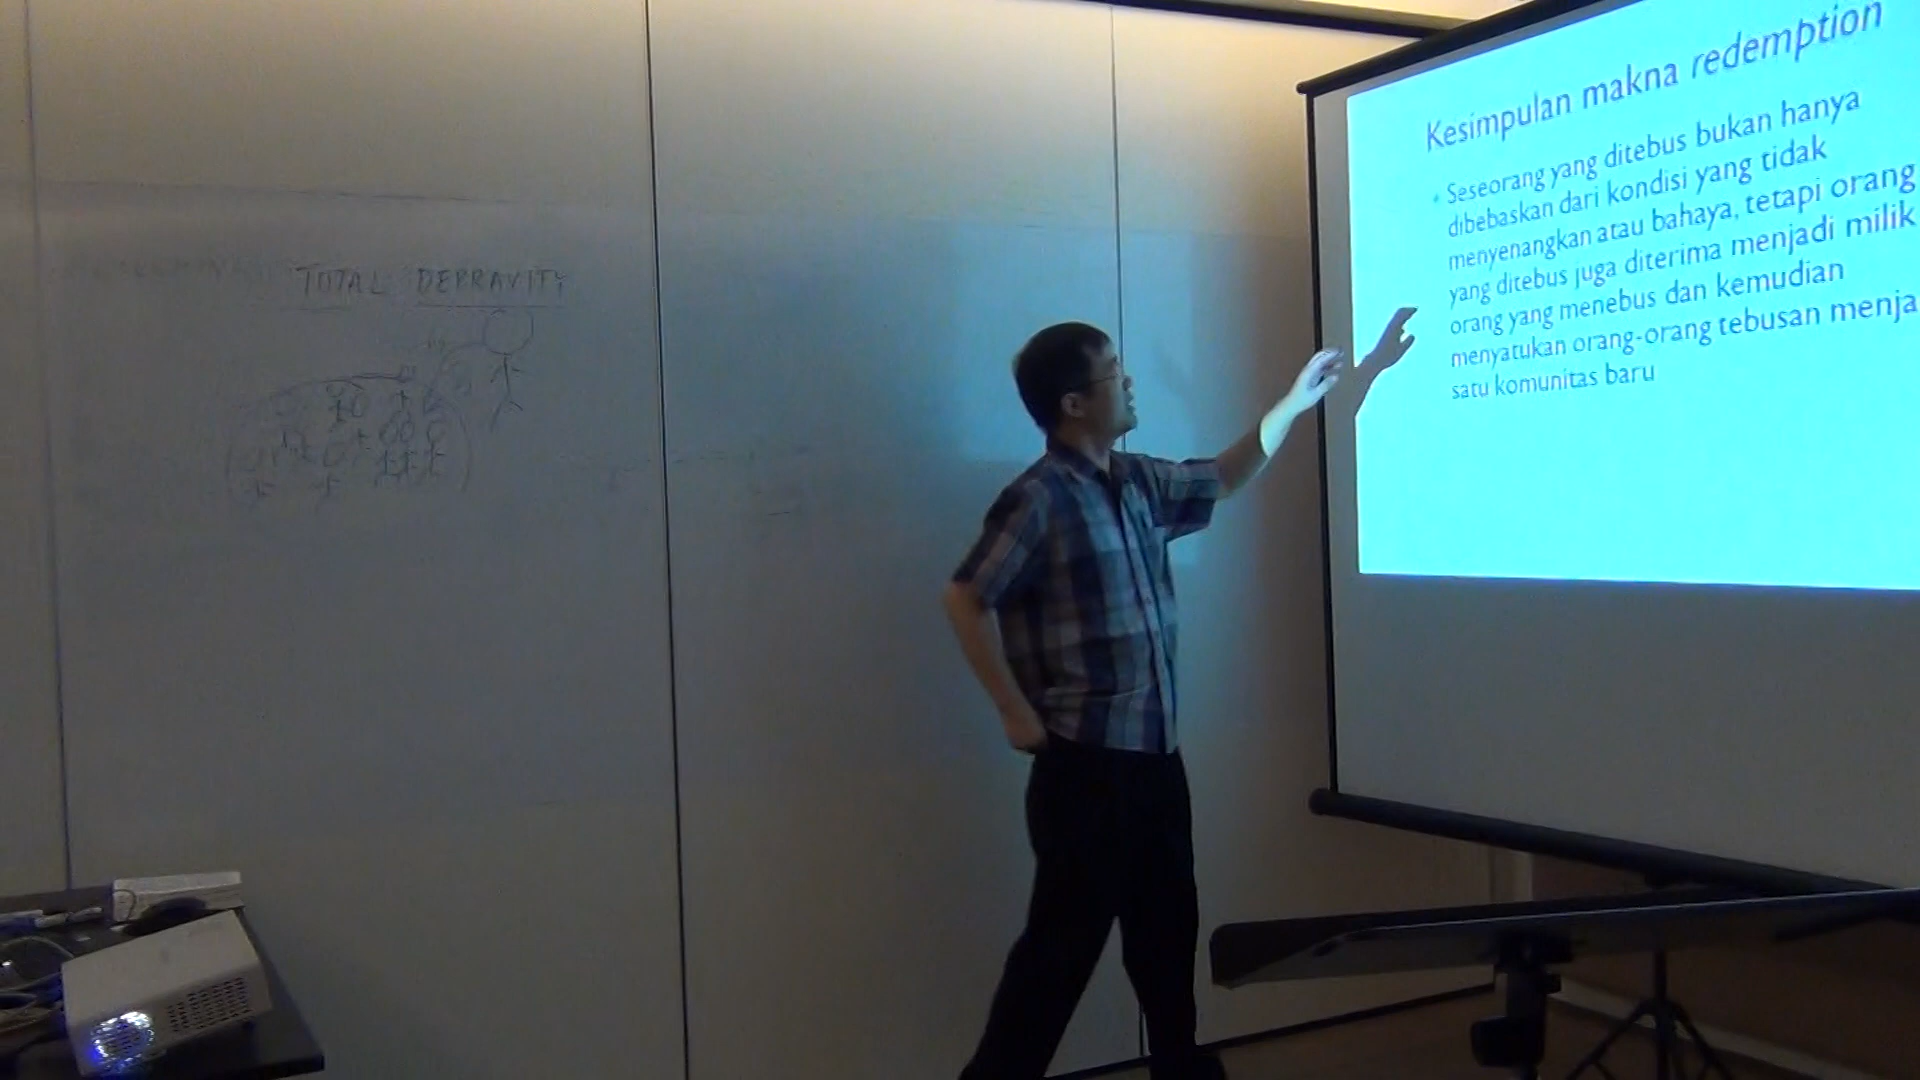 TOTAL DEPRAVITY
Kesimpulan makna redemption
• Seseorang yang ditebus bukan hanya
dibebaskan dari kondisi yang tidak
menyenangkan atau bahaya, tetapi orang
yang ditebus juga diterima menjadi milik
orang yang menebus dan kemudian
menyatukan orang-orang tebusan menja
satu komunitas baru